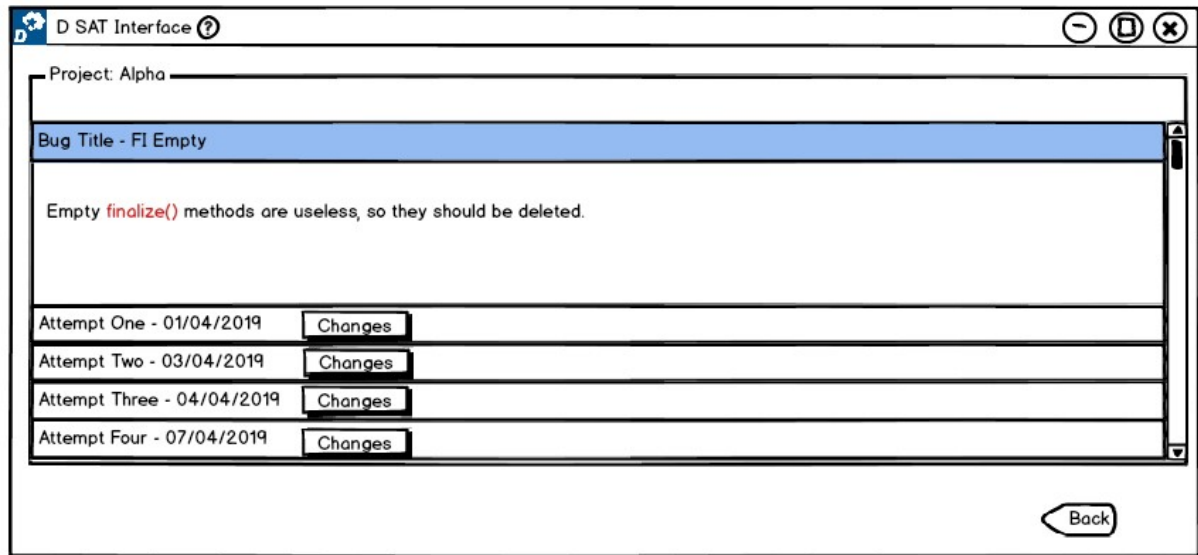 D
D SAT Interface ?
Project: Alpha
Bug Title - FI Empty
Empty finalize() methods are useless, so they should be deleted.
Attempt One - 01/04/2019 Changes
Attempt Two - 03/04/2019 Changes
Attempt Three - 04/04/2019 Changes
Attempt Four - 07/04/2019 Changes
Back